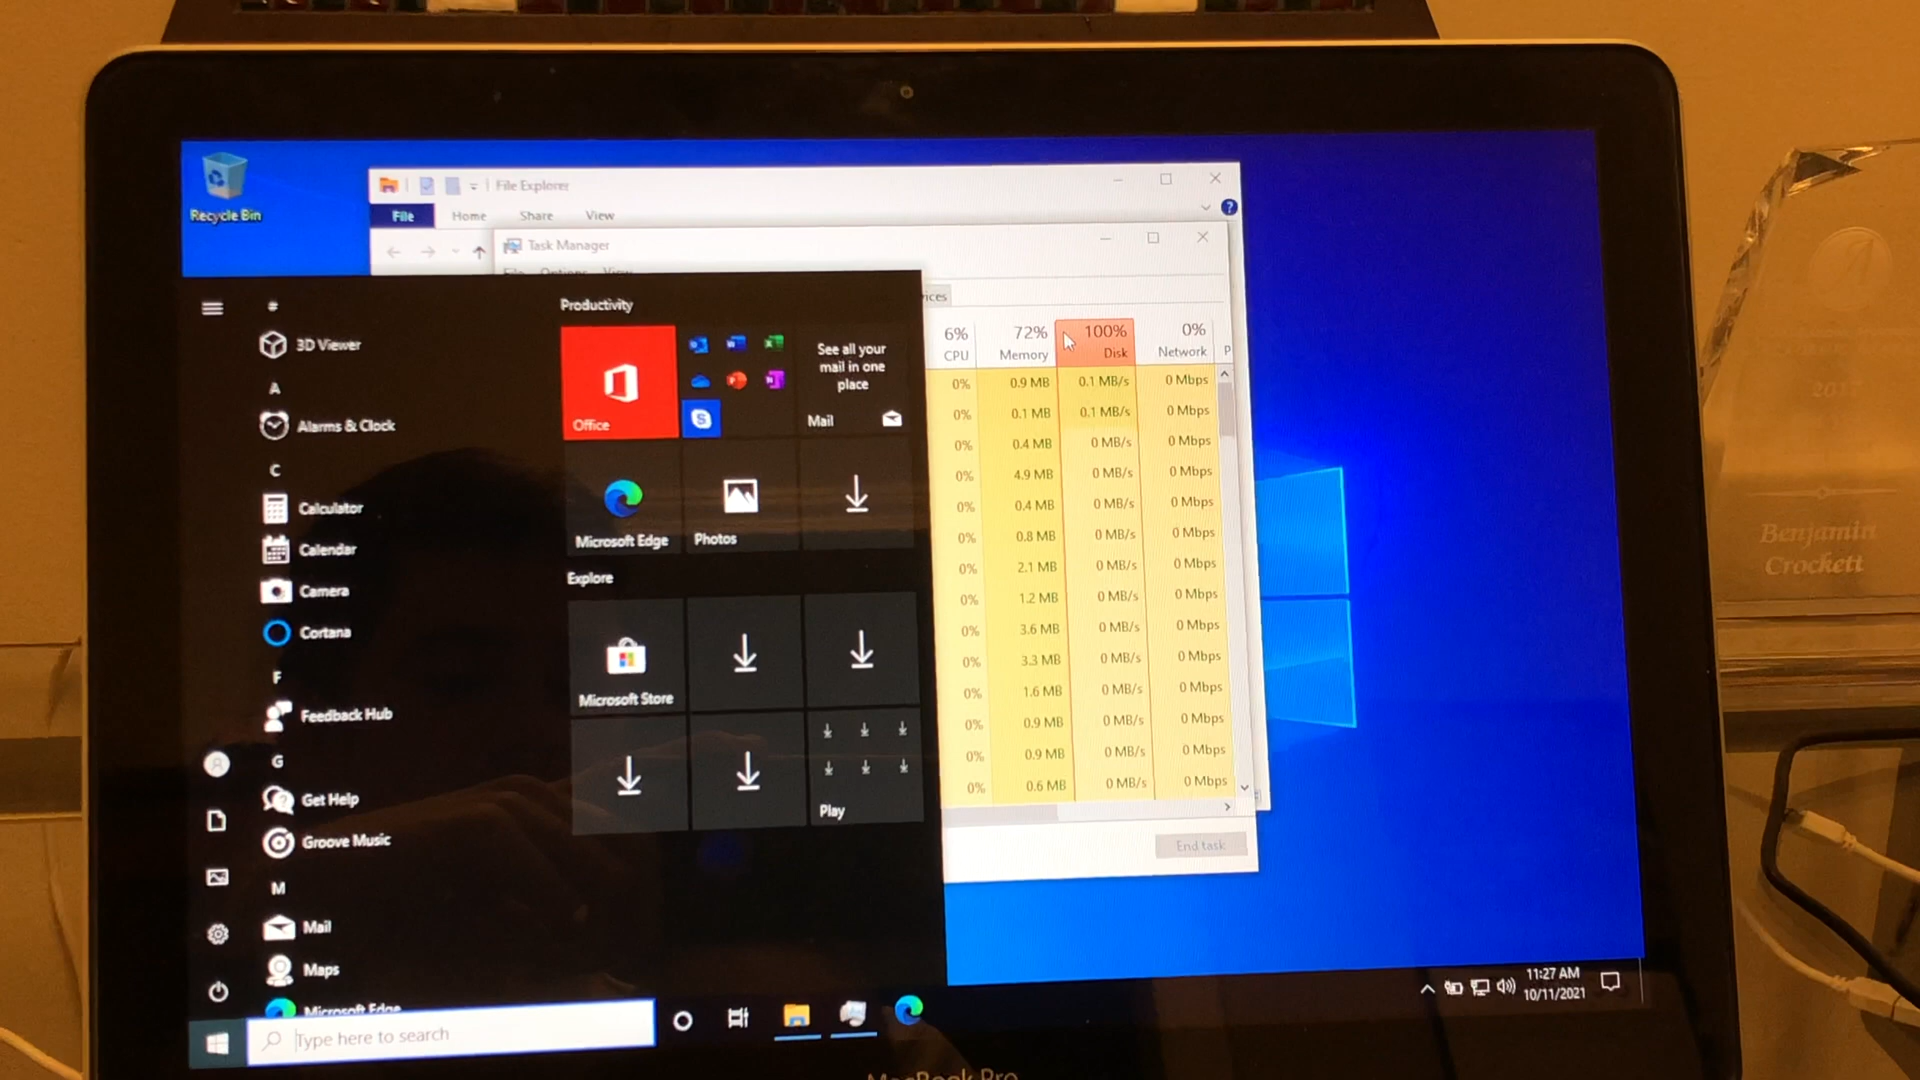 Recycle Bin
File Explorer
File Home Share View
Task Manager
File Options View
6% 72% 100% 0%
CPU Memory Disk Network P
0% 0.9 MB 0.1 MB/s 0 Mbps
0% 0.1 MB 0.1 MB/s 0 Mbps
0% 0.4 MB 0 MB/s 0 Mbps
0% 4.9 MB 0 MB/s 0 Mbps
0% 0.4 MB 0 MB/s 0 Mbps
0% 0.8 MB 0 MB/s 0 Mbps
0% 2.1 MB 0 MB/s 0 Mbps
0% 1.2 MB 0 MB/s 0 Mbps
0% 3.6 MB 0 MB/s 0 Mbps
0% 3.3 MB 0 MB/s 0 Mbps
0% 1.6 MB 0 MB/s 0 Mbps
0% 0.9 MB 0 MB/s 0 Mbps
0% 0.9 MB 0 MB/s 0 Mbps
0% 0.6 MB 0 MB/s 0 Mbps
End task
#
3D Viewer
A
Alarms & Clock
C
Calculator
Calendar
Camera
Cortana
F
Feedback Hub
G
Get Help
Groove Music
M
Mail
Maps
Microsoft Edge
Productivity
Office
See all your
mail in one
place
Mail
Microsoft Edge
Photos
Explore
Microsoft Store
Play
Type here to search
11:27 AM
10/11/2021
MacBook Pro
Benjamin
Crockett